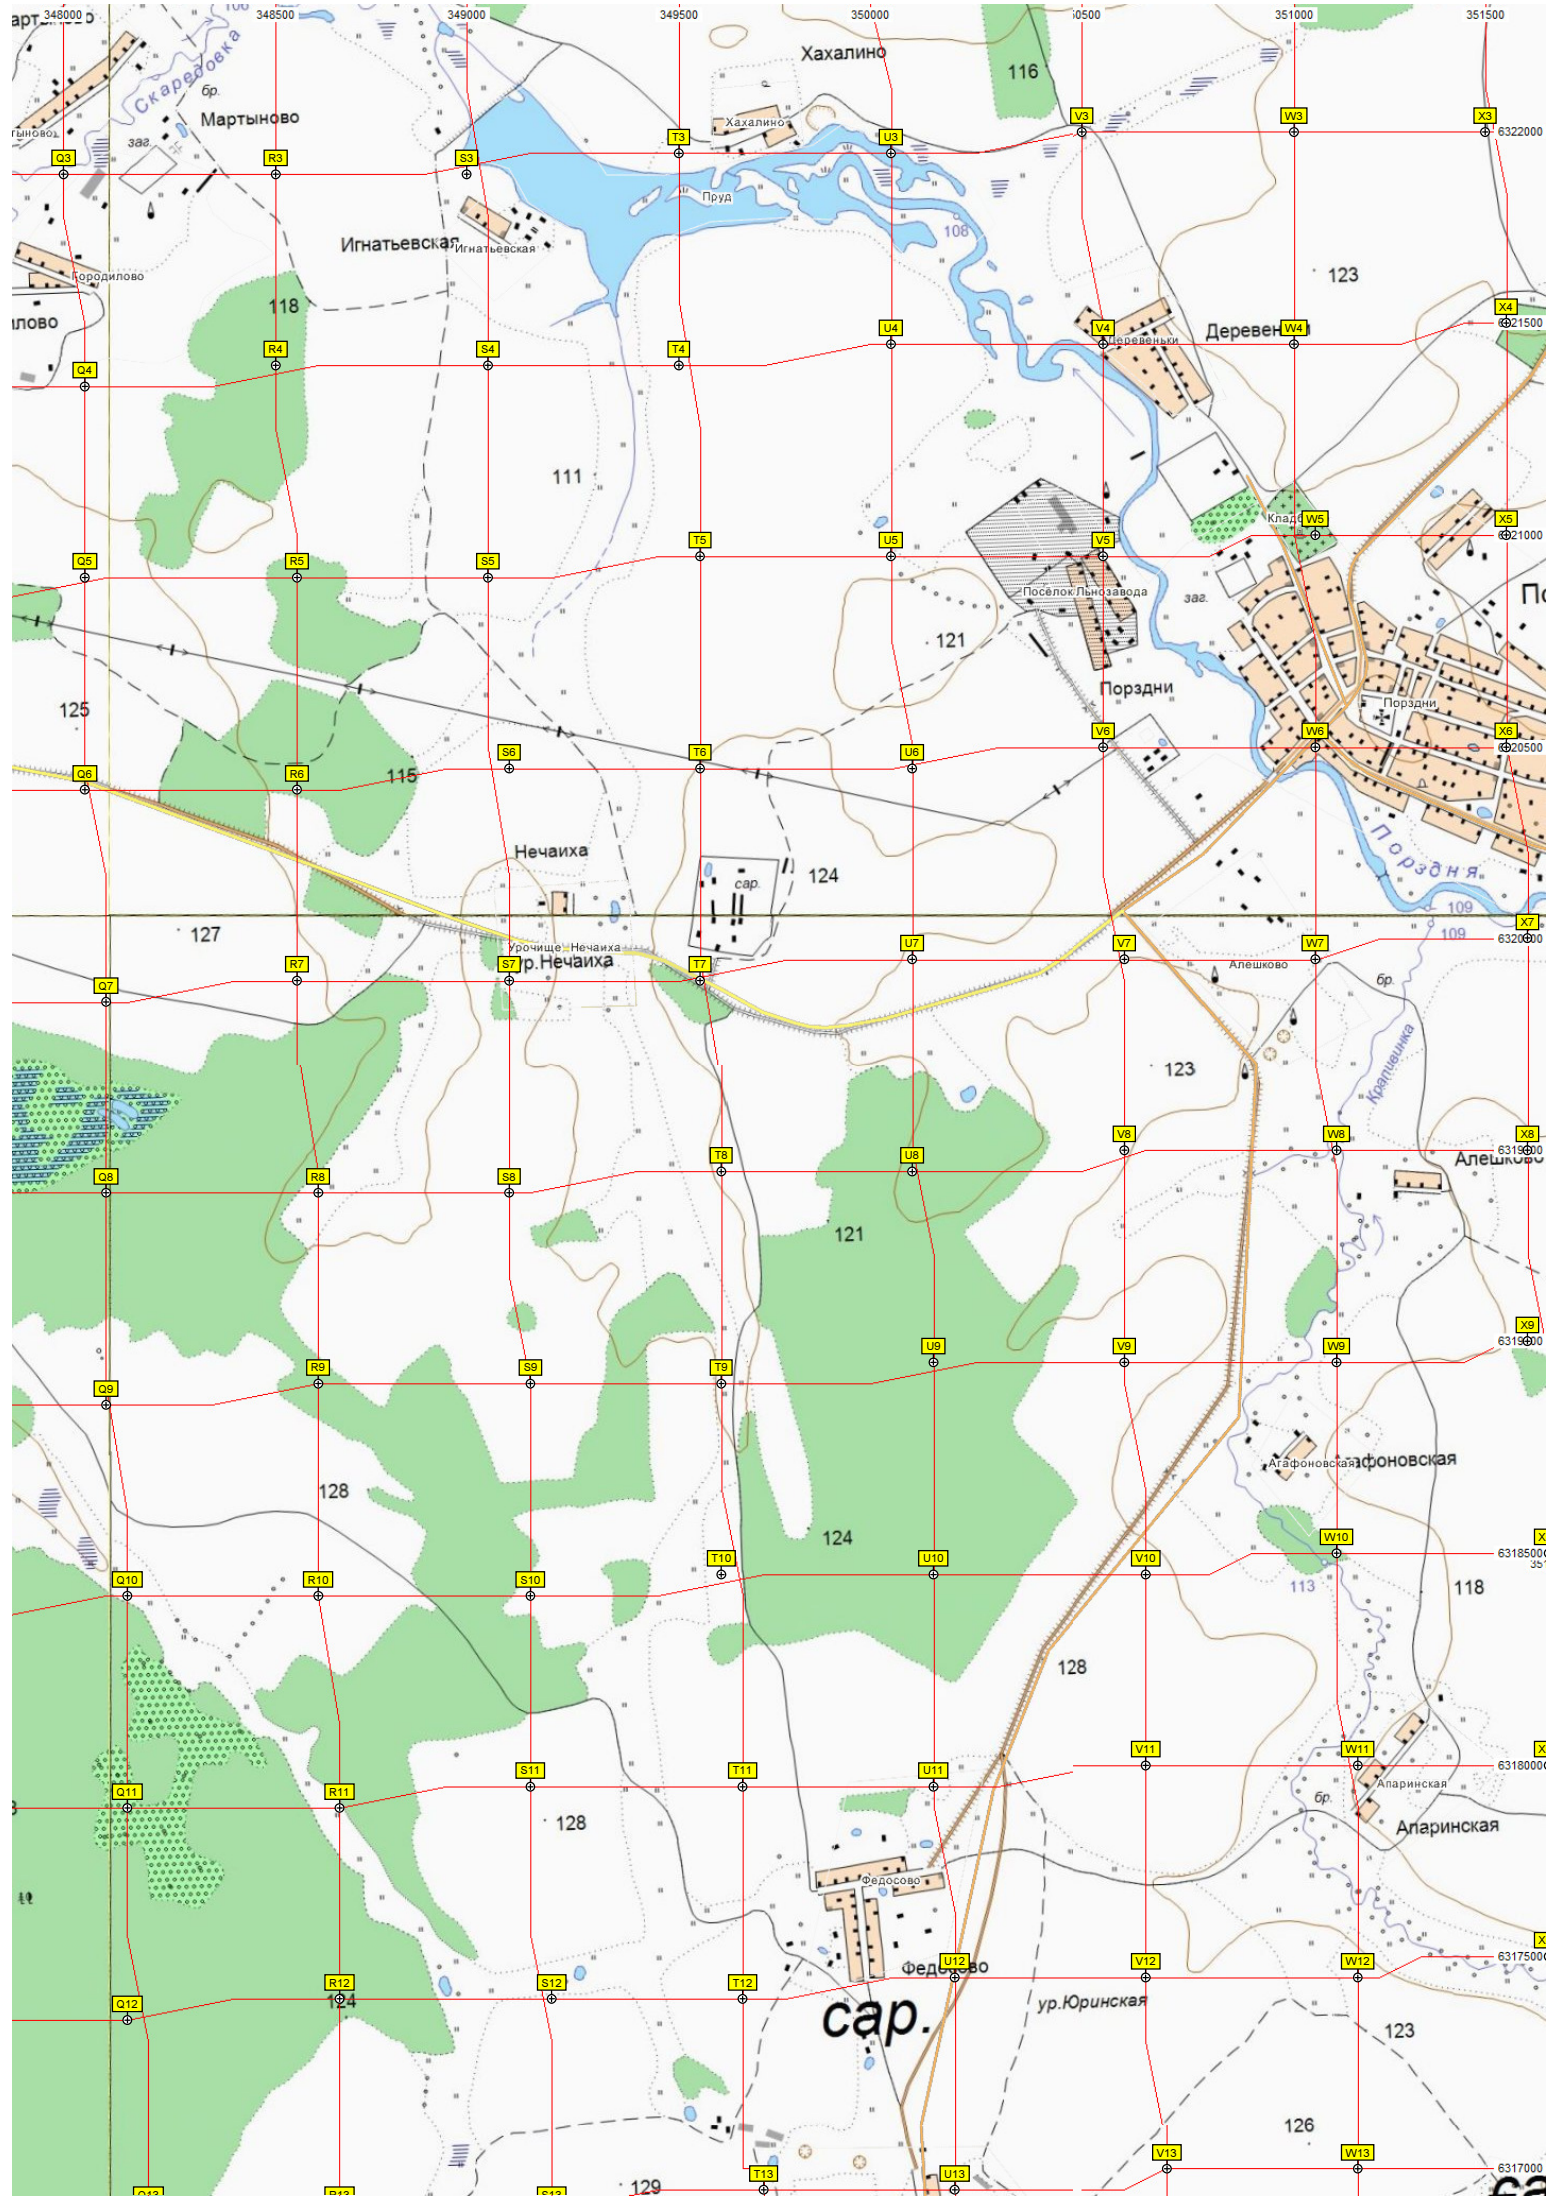 348000 348500 349000 349500 350000 351000 351500
106
Скаредовка
бр.
Мартыново
заг.
Хахалино
Хахалино
116
Q3 R3 S3 T3 U3 V3 W3 X3 6322000
Пруд
Игнатьевская
Игнатьевская
108
Городилово
118
123
Деревеньки
Q4 R4 S4 T4 U4 V4 W4 X4
111
Q5 R5 S5 T5 U5 V5 W5 X5
Посёлок Льнозавода
заг.
121
Порздни
Порздни
125
Q6 R6 S6 T6 U6 V6 W6 X6 6320500
115
Нечаиха
сар.
124
Порздня
109
109
127
Урочище Нечаиха
ур.Нечаиха
Q7 R7 S7 T7 U7 V7 W7 X7
Алешково
бр.
Крапивинка
123
Q8 R8 S8 T8 U8 V8 W8 X8
Алешково
121
Q9 R9 S9 T9 U9 V9 W9 X9
Агафоновская
128
124
Q10 R10 S10 T10 U10 V10 W10
6318500
113
118
128
Q11 R11 S11 T11 U11 V11 W11
6318000
Апаринская
бр.
Апаринская
128
Федосово
Федосово
Q12 R12 S12 T12 U12 V12 W12
6317500
124
сар.
ур.Юринская
123
126
T13 U13 V13 W13 6317000
129